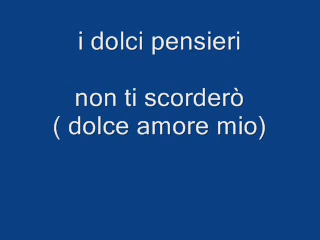 i dolci pensieri
non ti scorderò
( dolce amore mio)